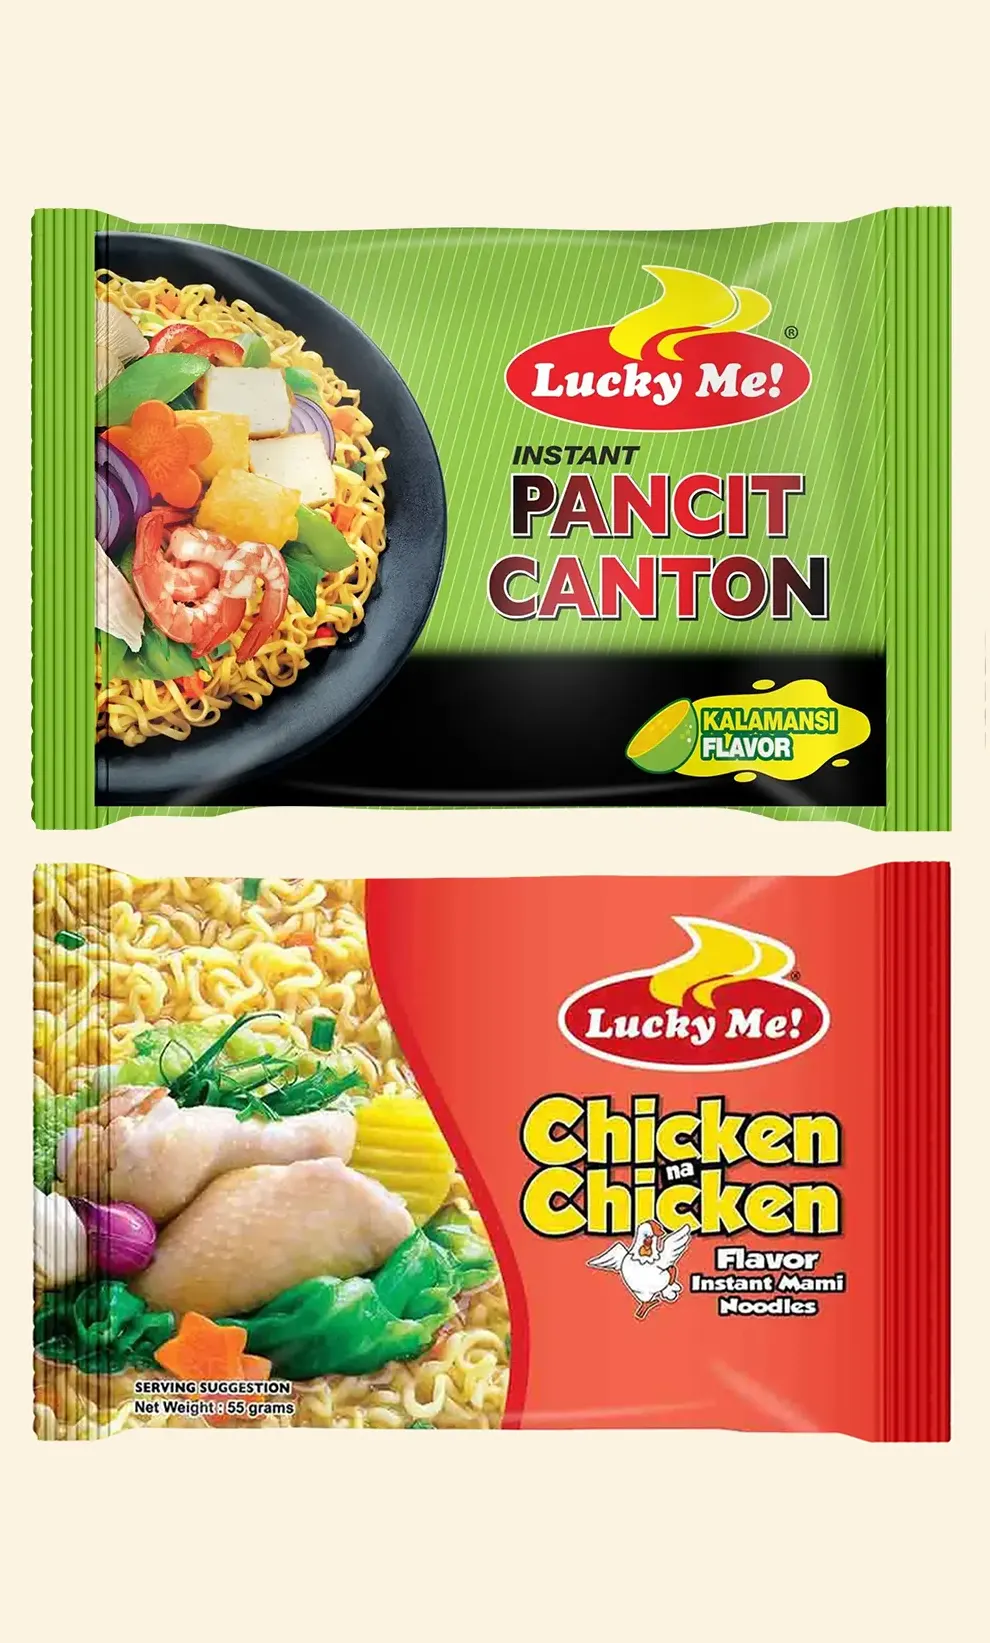 Lucky Me!
®
INSTANT
PANCIT
CANTON
KALAMANSI
FLAVOR
Lucky Me!
®
Chicken
na
Chicken
Flavor
Instant Mami
Noodles
SERVING SUGGESTION
Net Weight : 55 grams